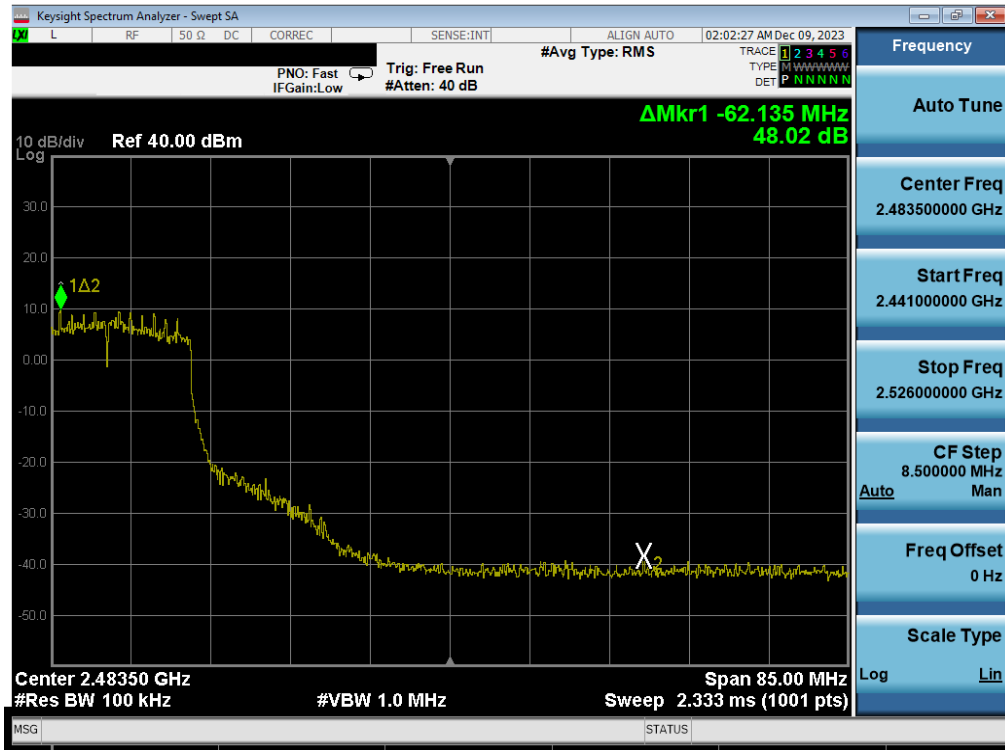 Keysight Spectrum Analyzer - Swept SA
LXI L RF 50 Ω DC CORREC SENSE:INT ALIGN AUTO 02:02:27 AM Dec 09, 2023
PNO: Fast
IFGain:Low
Trig: Free Run
#Atten: 40 dB
#Avg Type: RMS
TRACE 1 2 3 4 5 6
TYPE M W W W W W
DET P N N N N N
ΔMkr1 -62.135 MHz
48.02 dB
10 dB/div
Log
Ref 40.00 dBm
30.0
20.0
1Δ2
10.0
0.00
-10.0
-20.0
-30.0
2
-40.0
-50.0
Center 2.48350 GHz
Span 85.00 MHz
#Res BW 100 kHz
#VBW 1.0 MHz
Sweep 2.333 ms (1001 pts)
MSG
STATUS
Frequency
Auto Tune
Center Freq
2.483500000 GHz
Start Freq
2.441000000 GHz
Stop Freq
2.526000000 GHz
CF Step
8.500000 MHz
Auto Man
Freq Offset
0 Hz
Scale Type
Log Lin